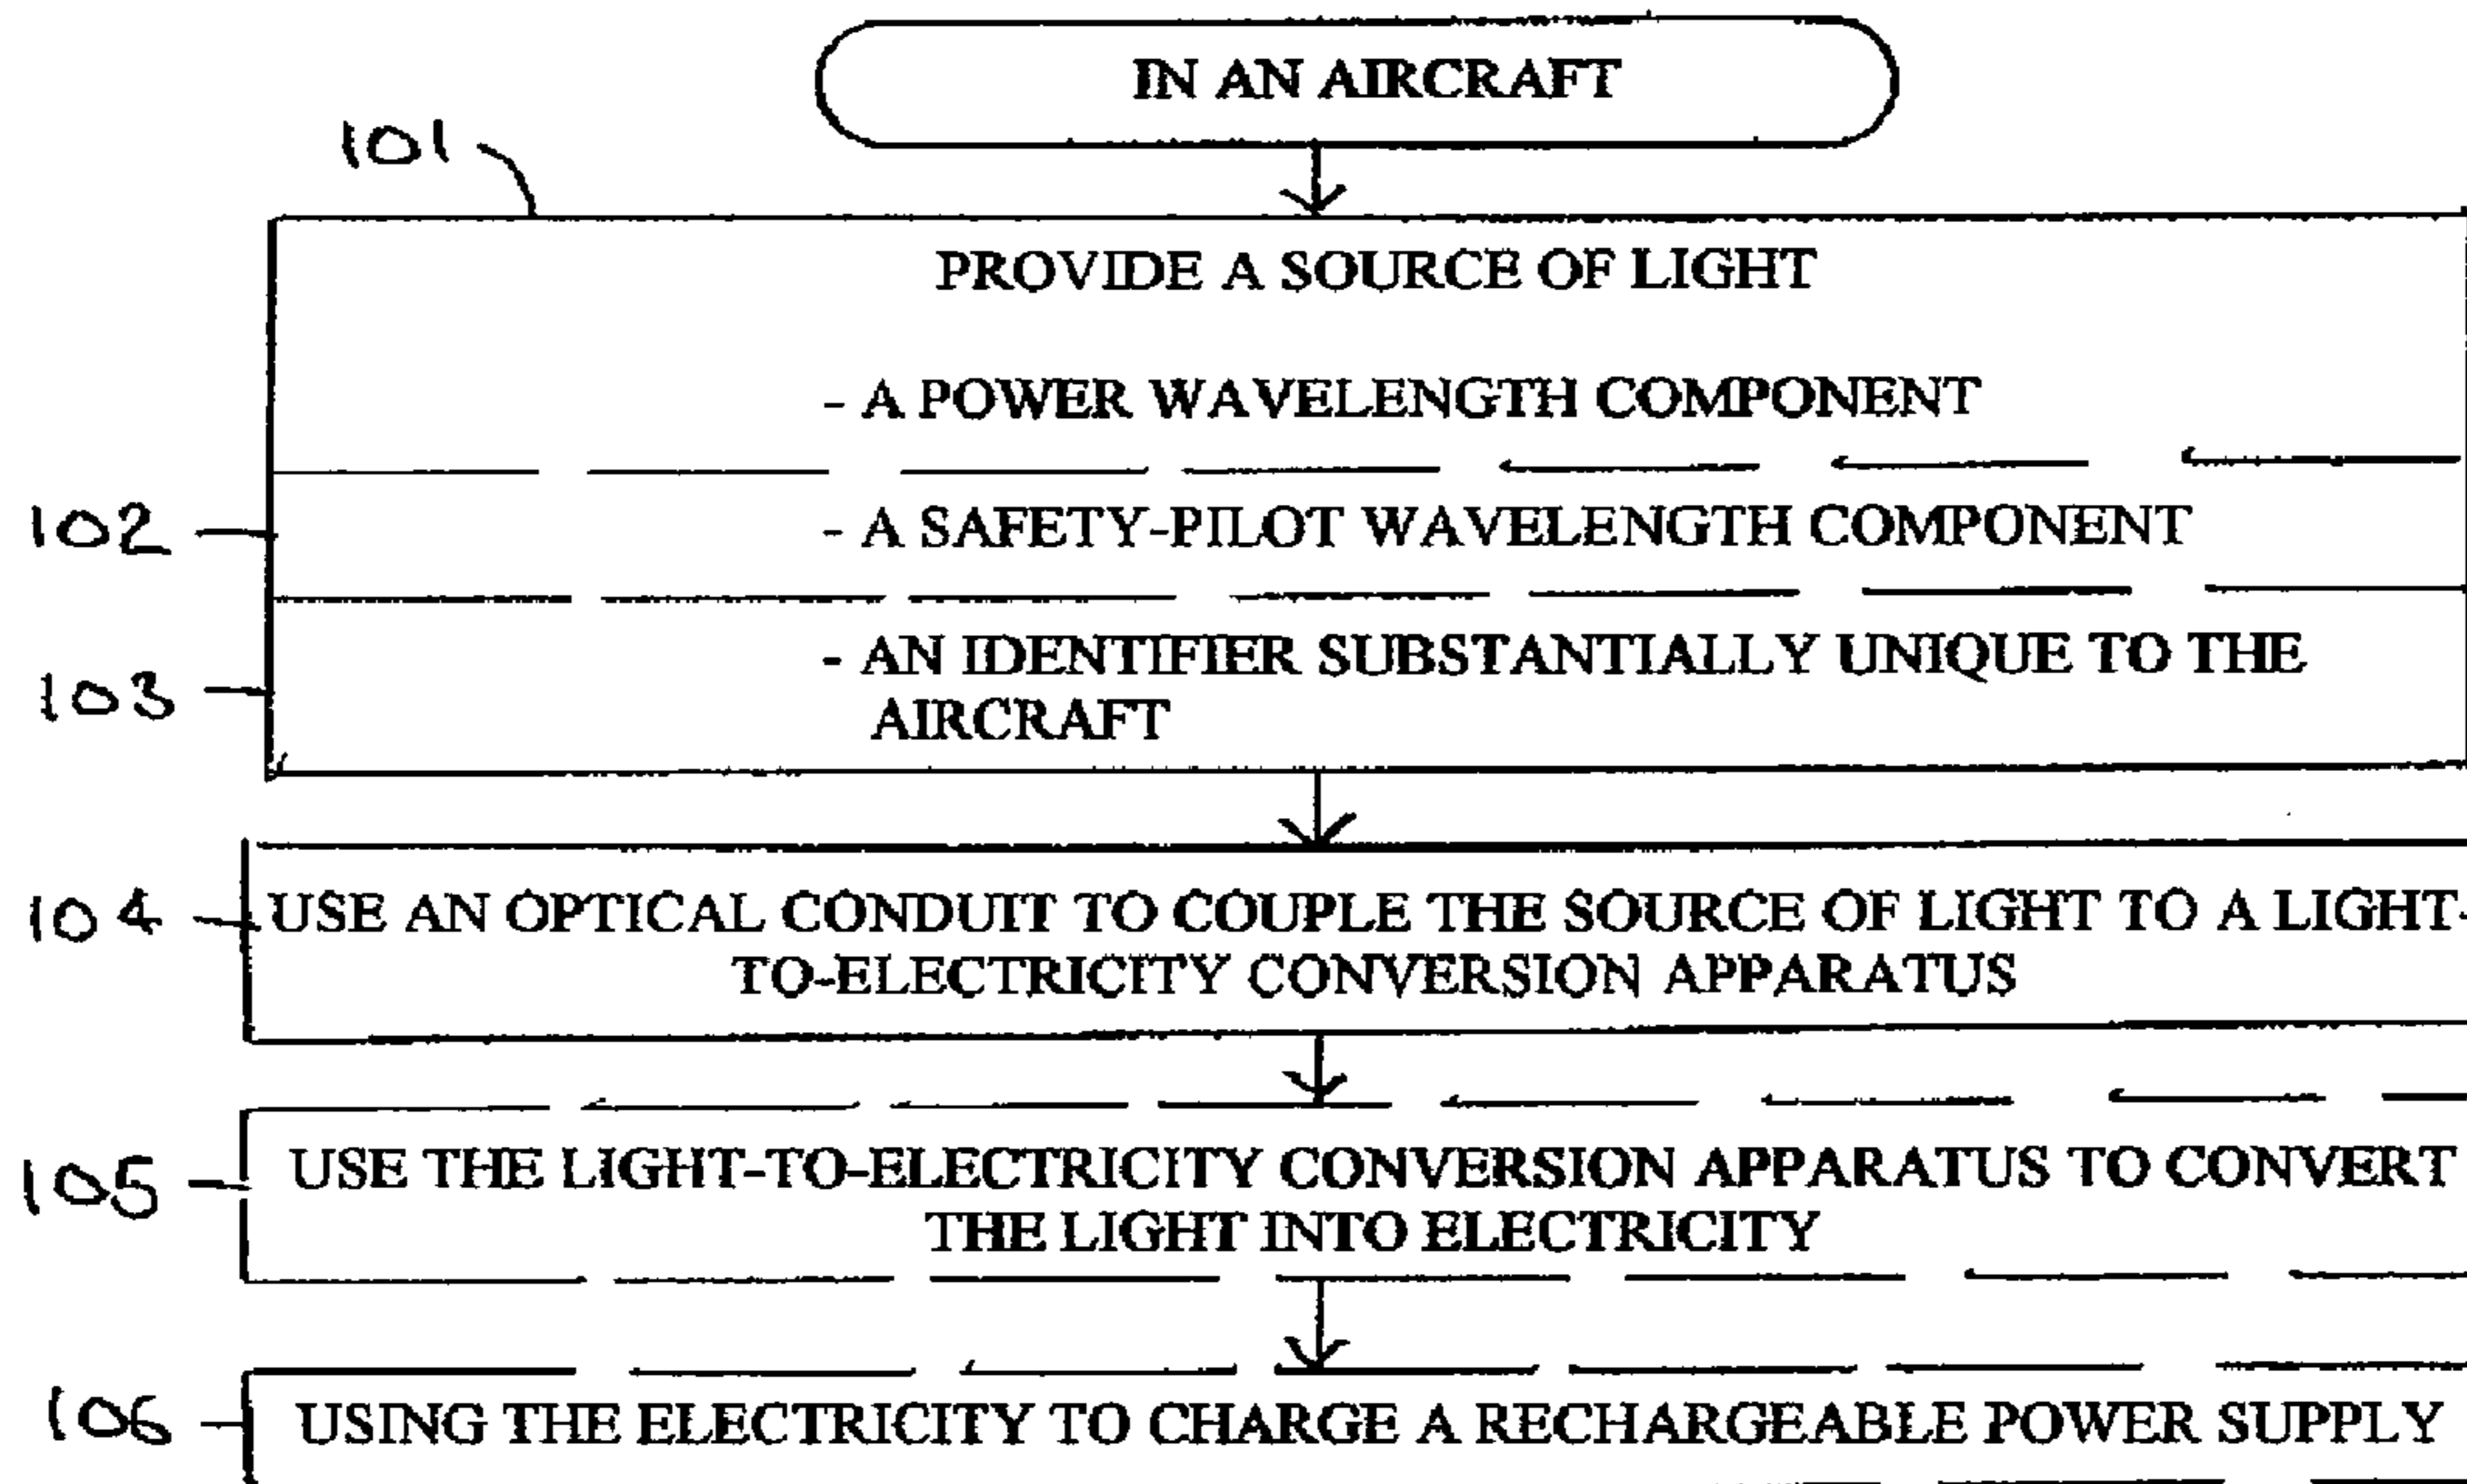 IN AN AIRCRAFT
101
PROVIDE A SOURCE OF LIGHT
- A POWER WAVELENGTH COMPONENT
102
- A SAFETY-PILOT WAVELENGTH COMPONENT
103
- AN IDENTIFIER SUBSTANTIALLY UNIQUE TO THE
AIRCRAFT
104
USE AN OPTICAL CONDUIT TO COUPLE THE SOURCE OF LIGHT TO A LIGHT-
TO-ELECTRICITY CONVERSION APPARATUS
105
USE THE LIGHT-TO-ELECTRICITY CONVERSION APPARATUS TO CONVERT
THE LIGHT INTO ELECTRICITY
106
USING THE ELECTRICITY TO CHARGE A RECHARGEABLE POWER SUPPLY